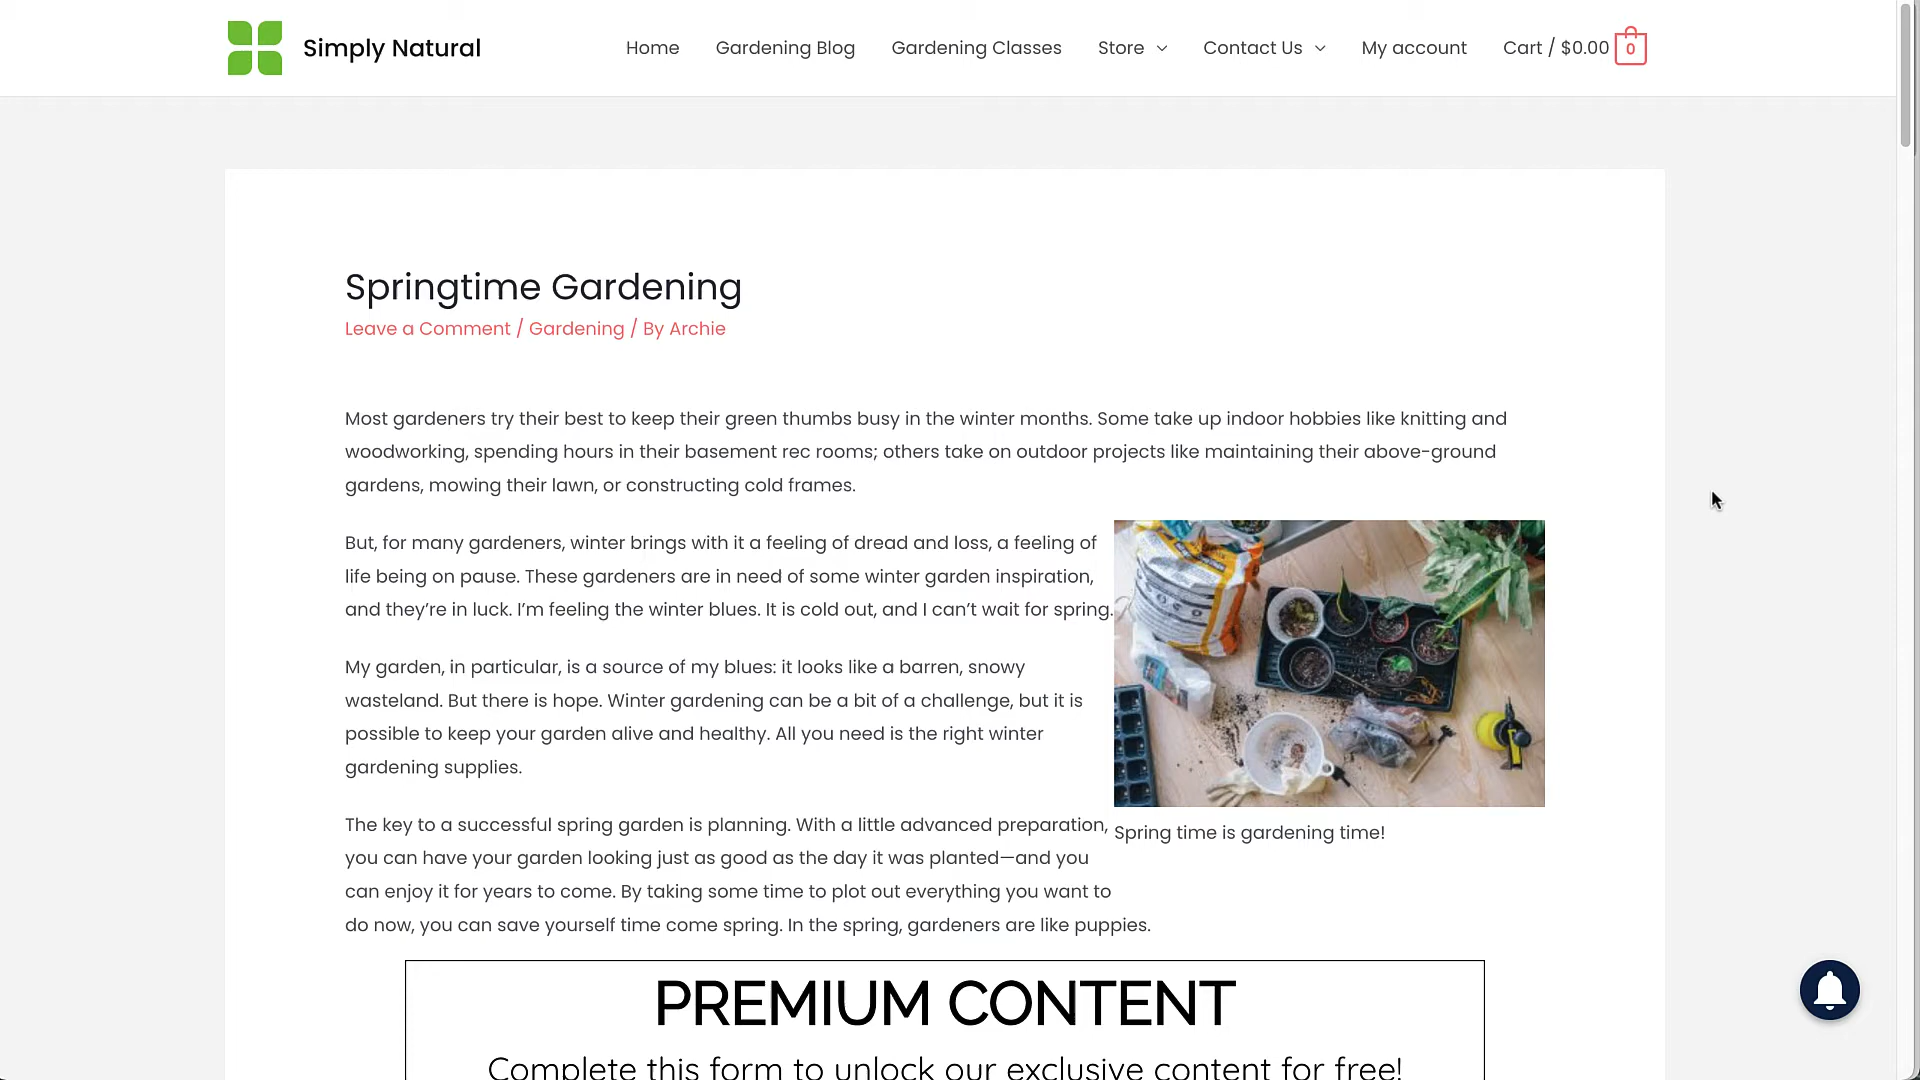 Simply Natural
Home
Gardening Blog
Gardening Classes
Store
Contact Us
My account
Cart / $0.00
0
Springtime Gardening
Leave a Comment / Gardening / By Archie
Most gardeners try their best to keep their green thumbs busy in the winter months. Some take up indoor hobbies like knitting and
woodworking, spending hours in their basement rec rooms; others take on outdoor projects like maintaining their above-ground
gardens, mowing their lawn, or constructing cold frames.
But, for many gardeners, winter brings with it a feeling of dread and loss, a feeling of
life being on pause. These gardeners are in need of some winter garden inspiration,
and they’re in luck. I’m feeling the winter blues. It is cold out, and I can’t wait for spring.
My garden, in particular, is a source of my blues: it looks like a barren, snowy
wasteland. But there is hope. Winter gardening can be a bit of a challenge, but it is
possible to keep your garden alive and healthy. All you need is the right winter
gardening supplies.
The key to a successful spring garden is planning. With a little advanced preparation,
you can have your garden looking just as good as the day it was planted—and you
can enjoy it for years to come. By taking some time to plot out everything you want to
do now, you can save yourself time come spring. In the spring, gardeners are like puppies.
Spring time is gardening time!
PREMIUM CONTENT
Complete this form to unlock our exclusive content for free!